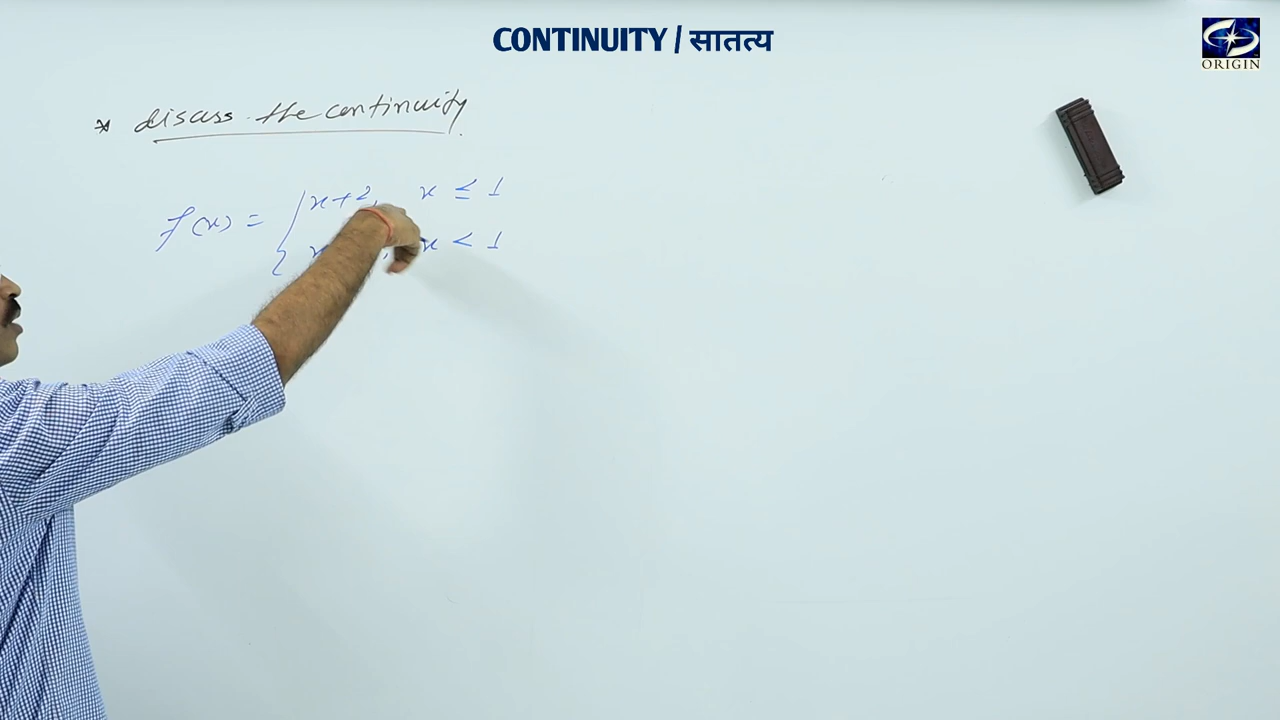 CONTINUITY / सातत्य
ORIGIN
* discuss the continuity
f(x) = { x+2, x ≤ 1
x , x < 1